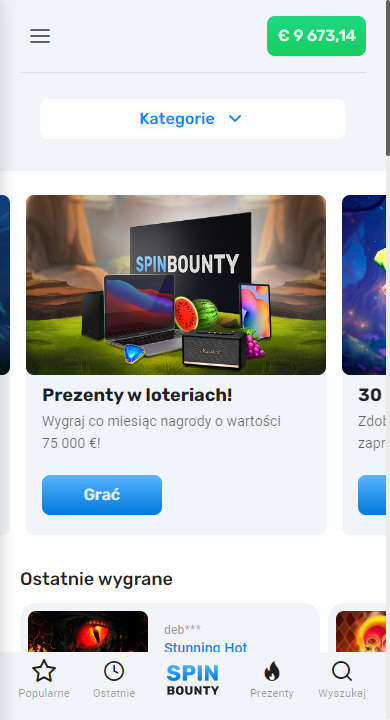 € 9 673,14
Kategorie
SPINBOUNTY
Marshall
Prezenty w loteriach!
Wygraj co miesiąc nagrody o wartości
75 000 €!
Grać
30
Zdob
zapr
Ostatnie wygrane
deb***
Stunning Hot
Popularne
Ostatnie
SPIN
BOUNTY
Prezenty
Wyszukaj